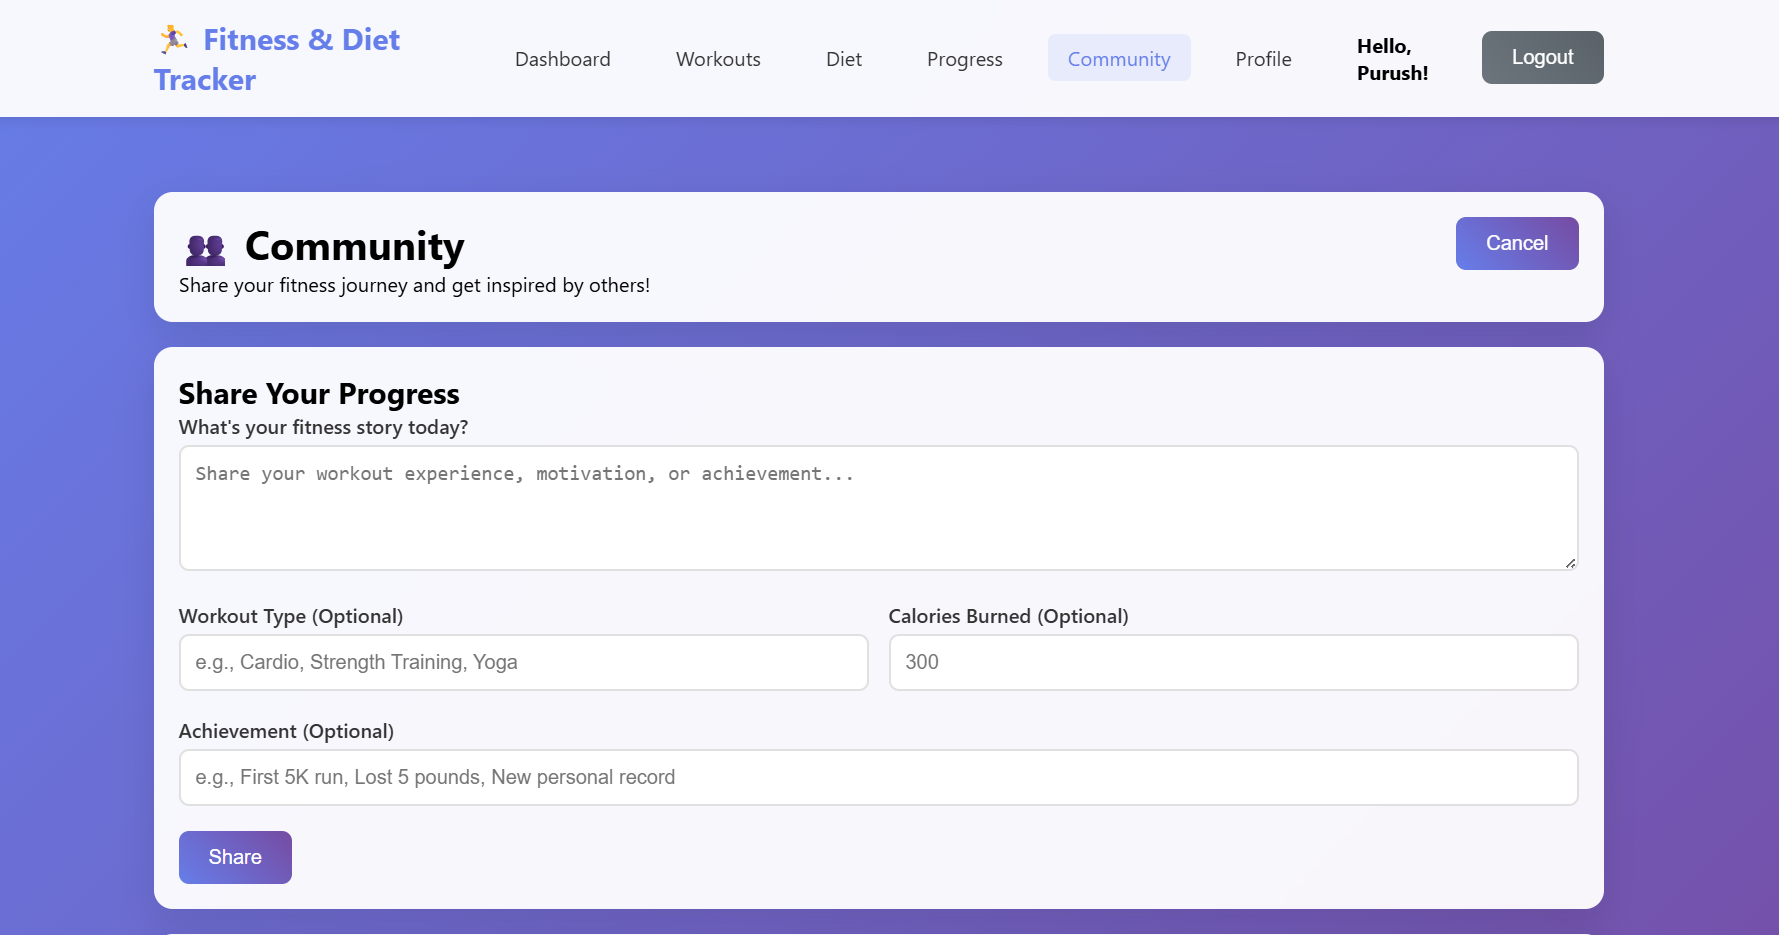 Fitness & Diet
Tracker
Dashboard
Workouts
Diet
Progress
Community
Profile
Hello,
Purush!
Logout
Community
Share your fitness journey and get inspired by others!
Cancel
Share Your Progress
What's your fitness story today?
Share your workout experience, motivation, or achievement...
Workout Type (Optional)
Calories Burned (Optional)
e.g., Cardio, Strength Training, Yoga
300
Achievement (Optional)
e.g., First 5K run, Lost 5 pounds, New personal record
Share